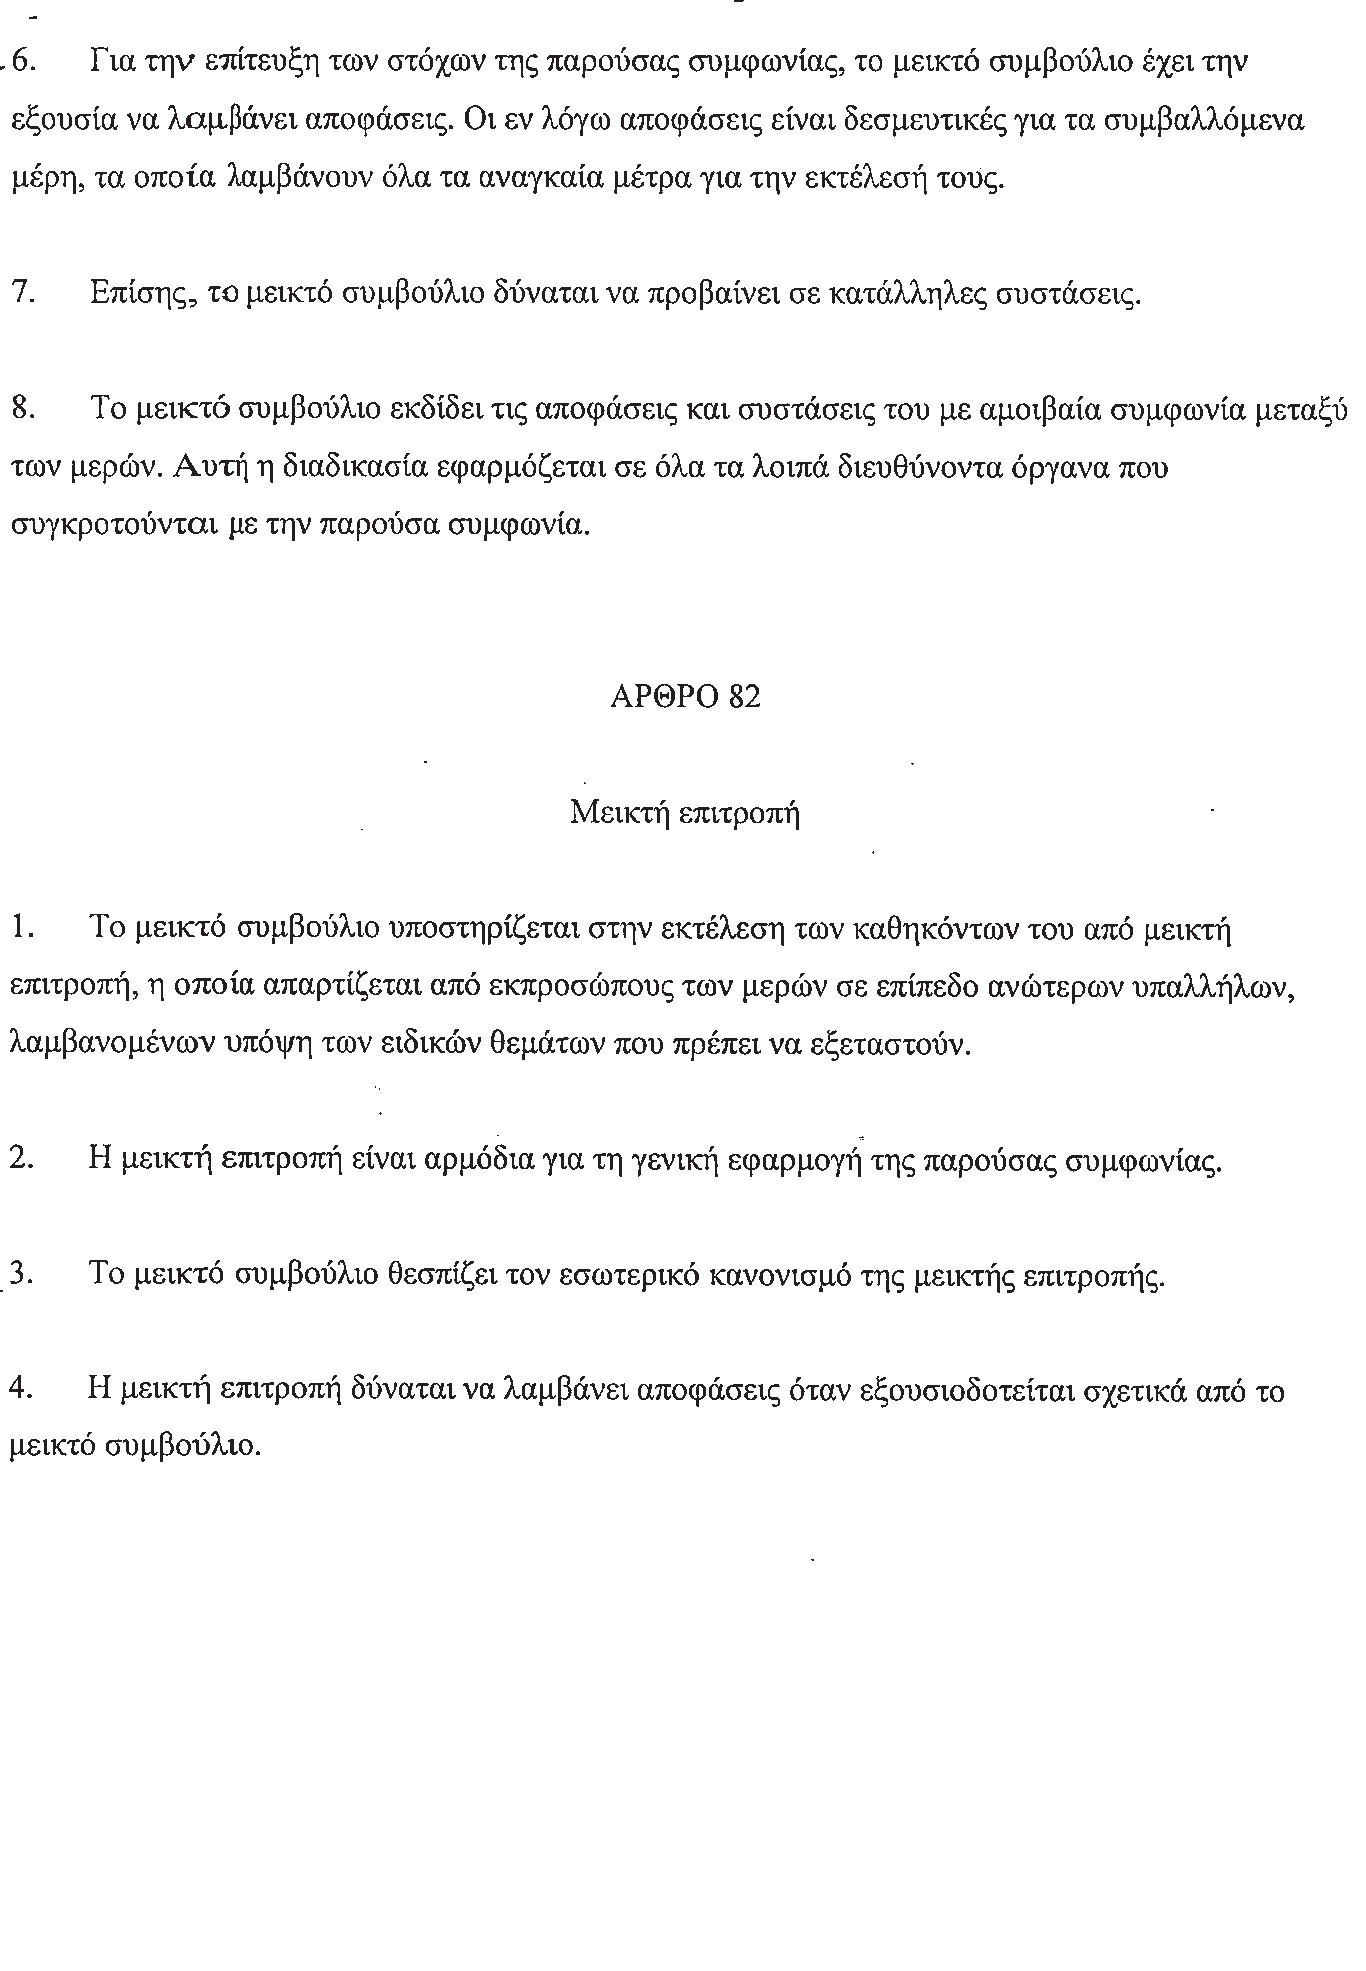 6. Για την επίτευξη των στόχων της παρούσας συμφωνίας, το μεικτό συμβούλιο έχει την
εξουσία να λαμβάνει αποφάσεις. Οι εν λόγω αποφάσεις είναι δεσμευτικές για τα συμβαλλόμενα
μέρη, τα οποία λαμβάνουν όλα τα αναγκαία μέτρα για την εκτέλεσή τους.
7. Επίσης, το μεικτό συμβούλιο δύναται να προβαίνει σε κατάλληλες συστάσεις.
8. Το μεικτό συμβούλιο εκδίδει τις αποφάσεις και συστάσεις του με αμοιβαία συμφωνία μεταξύ
των μερών. Αυτή η διαδικασία εφαρμόζεται σε όλα τα λοιπά διευθύνοντα όργανα που
συγκροτούνται με την παρούσα συμφωνία.
ΑΡΘΡΟ 82
Μεικτή επιτροπή
1. Το μεικτό συμβούλιο υποστηρίζεται στην εκτέλεση των καθηκόντων του από μεικτή
επιτροπή, η οποία απαρτίζεται από εκπροσώπους των μερών σε επίπεδο ανώτερων υπαλλήλων,
λαμβανομένων υπόψη των ειδικών θεμάτων που πρέπει να εξεταστούν.
2. Η μεικτή επιτροπή είναι αρμόδια για τη γενική εφαρμογή της παρούσας συμφωνίας.
3. Το μεικτό συμβούλιο θεσπίζει τον εσωτερικό κανονισμό της μεικτής επιτροπής.
4. Η μεικτή επιτροπή δύναται να λαμβάνει αποφάσεις όταν εξουσιοδοτείται σχετικά από το
μεικτό συμβούλιο.